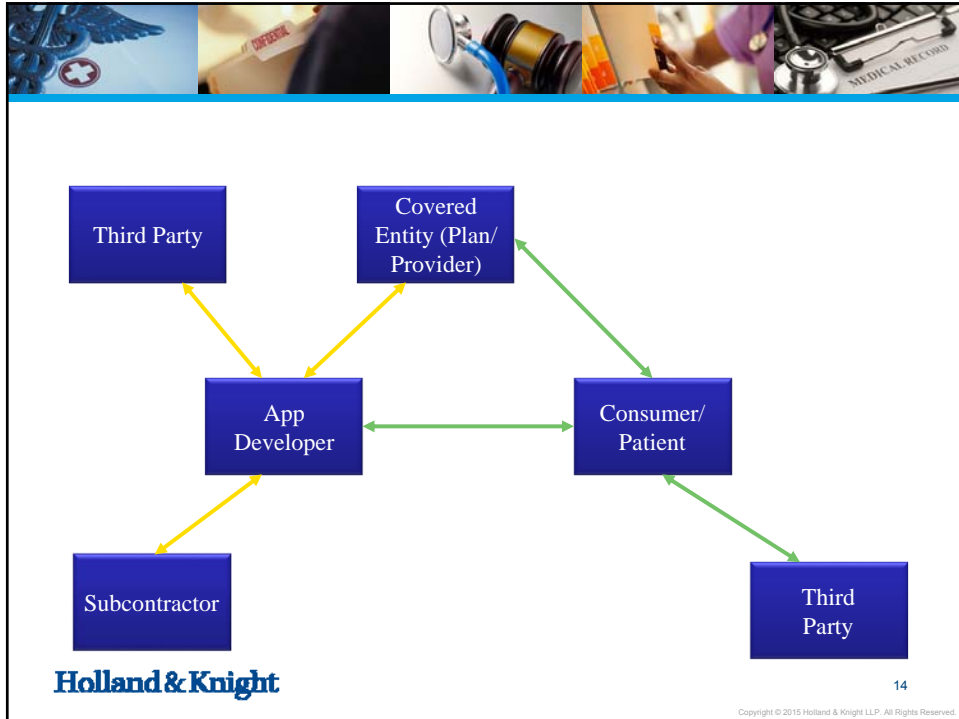 CONFIDENTIAL
MEDICAL RECORD
Third Party
Covered
Entity (Plan/
Provider)
App
Developer
Consumer/
Patient
Subcontractor
Third
Party
Holland & Knight
14
Copyright © 2015 Holland & Knight LLP. All Rights Reserved.